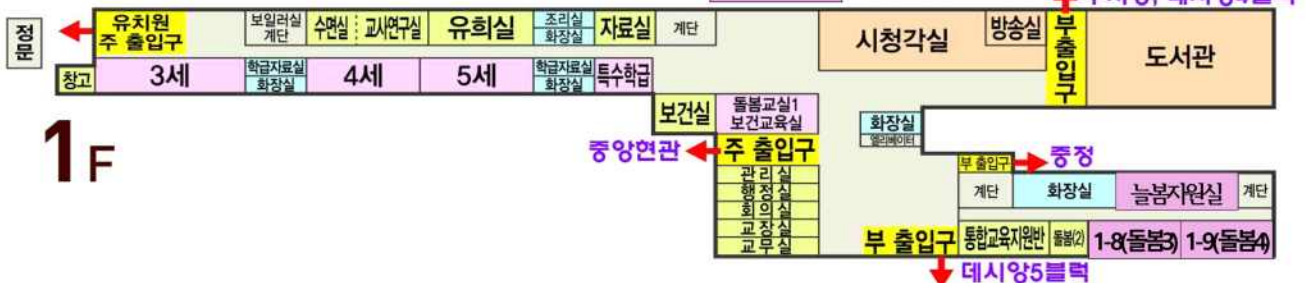 정문
유치원
주 출입구
보일러실
계단
수면실
교사연구실
유희실
조리실
화장실
자료실
계단
시청각실
방송실
부출입구
도서관
창고
3세
학급자료실
화장실
4세
5세
학급자료실
화장실
특수학급
1F
보건실
돌봄교실1
보건교육실
화장실
엘리베이터
중앙현관
주 출입구
관리실
행정실
회의실
교장실
교무실
부 출입구
중정
계단
화장실
늘봄지원실
계단
부 출입구
통합교육지원반
돌봄(2)
1-8(돌봄3)
1-9(돌봄4)
데시앙5블럭